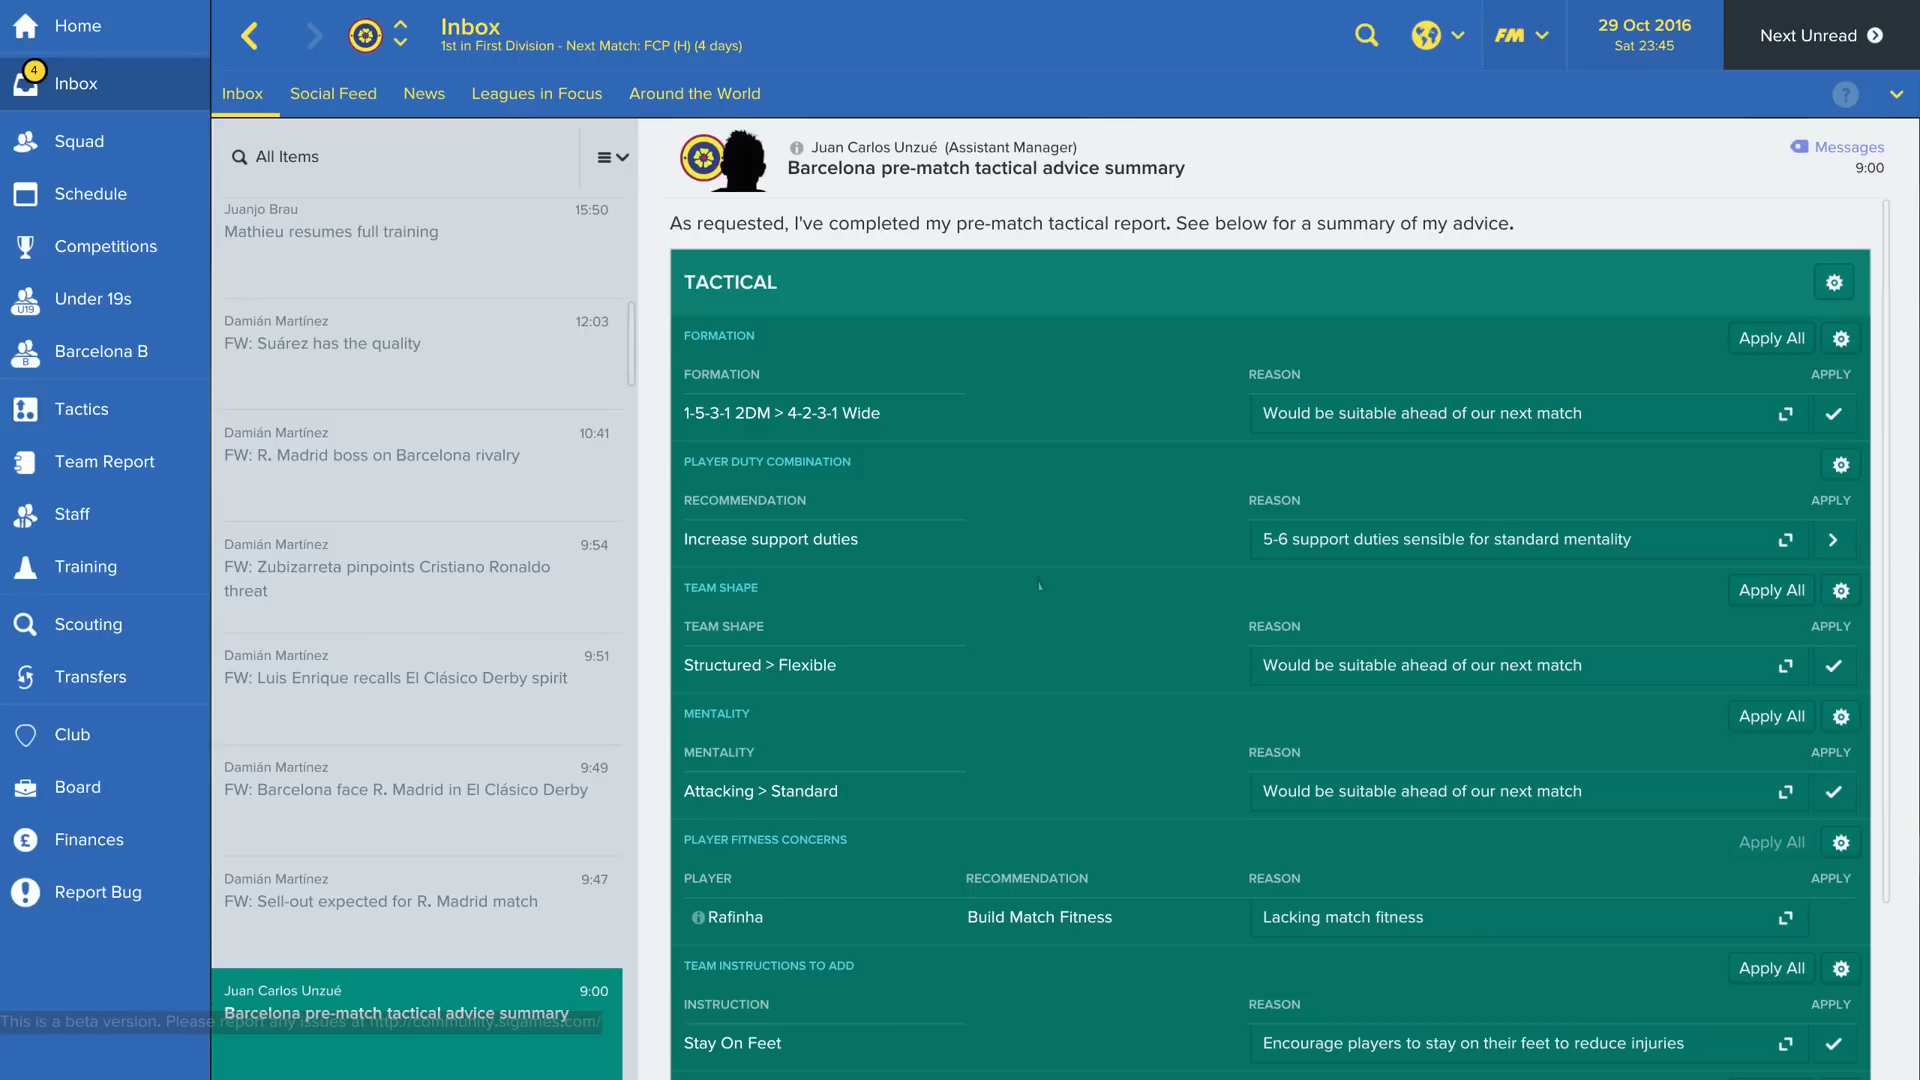 Home
4
Inbox
Squad
Schedule
Competitions
U19
Under 19s
B
Barcelona B
Tactics
Team Report
Staff
Training
Scouting
Transfers
Club
Board
£ Finances
Report Bug
Inbox
1st in First Division - Next Match: FCP (H) (4 days)
FM
29 Oct 2016
Sat 23:45
Next Unread
Inbox Social Feed News Leagues in Focus Around the World
?
All Items
Juanjo Brau 15:50
Mathieu resumes full training
Damián Martínez 12:03
FW: Suárez has the quality
Damián Martínez 10:41
FW: R. Madrid boss on Barcelona rivalry
Damián Martínez 9:54
FW: Zubizarreta pinpoints Cristiano Ronaldo
threat
Damián Martínez 9:51
FW: Luis Enrique recalls El Clásico Derby spirit
Damián Martínez 9:49
FW: Barcelona face R. Madrid in El Clásico Derby
Damián Martínez 9:47
FW: Sell-out expected for R. Madrid match
Juan Carlos Unzué 9:00
Barcelona pre-match tactical advice summary
This is a beta version. Please report any issues at http://community.sigames.com/
Juan Carlos Unzué (Assistant Manager)
Barcelona pre-match tactical advice summary
Messages
9:00
As requested, I've completed my pre-match tactical report. See below for a summary of my advice.
TACTICAL
FORMATION Apply All
FORMATION REASON APPLY
1-5-3-1 2DM > 4-2-3-1 Wide Would be suitable ahead of our next match
PLAYER DUTY COMBINATION
RECOMMENDATION REASON APPLY
Increase support duties 5-6 support duties sensible for standard mentality
TEAM SHAPE Apply All
TEAM SHAPE REASON APPLY
Structured > Flexible Would be suitable ahead of our next match
MENTALITY Apply All
MENTALITY REASON APPLY
Attacking > Standard Would be suitable ahead of our next match
PLAYER FITNESS CONCERNS Apply All
PLAYER RECOMMENDATION REASON APPLY
Rafinha Build Match Fitness Lacking match fitness
TEAM INSTRUCTIONS TO ADD Apply All
INSTRUCTION REASON APPLY
Stay On Feet Encourage players to stay on their feet to reduce injuries